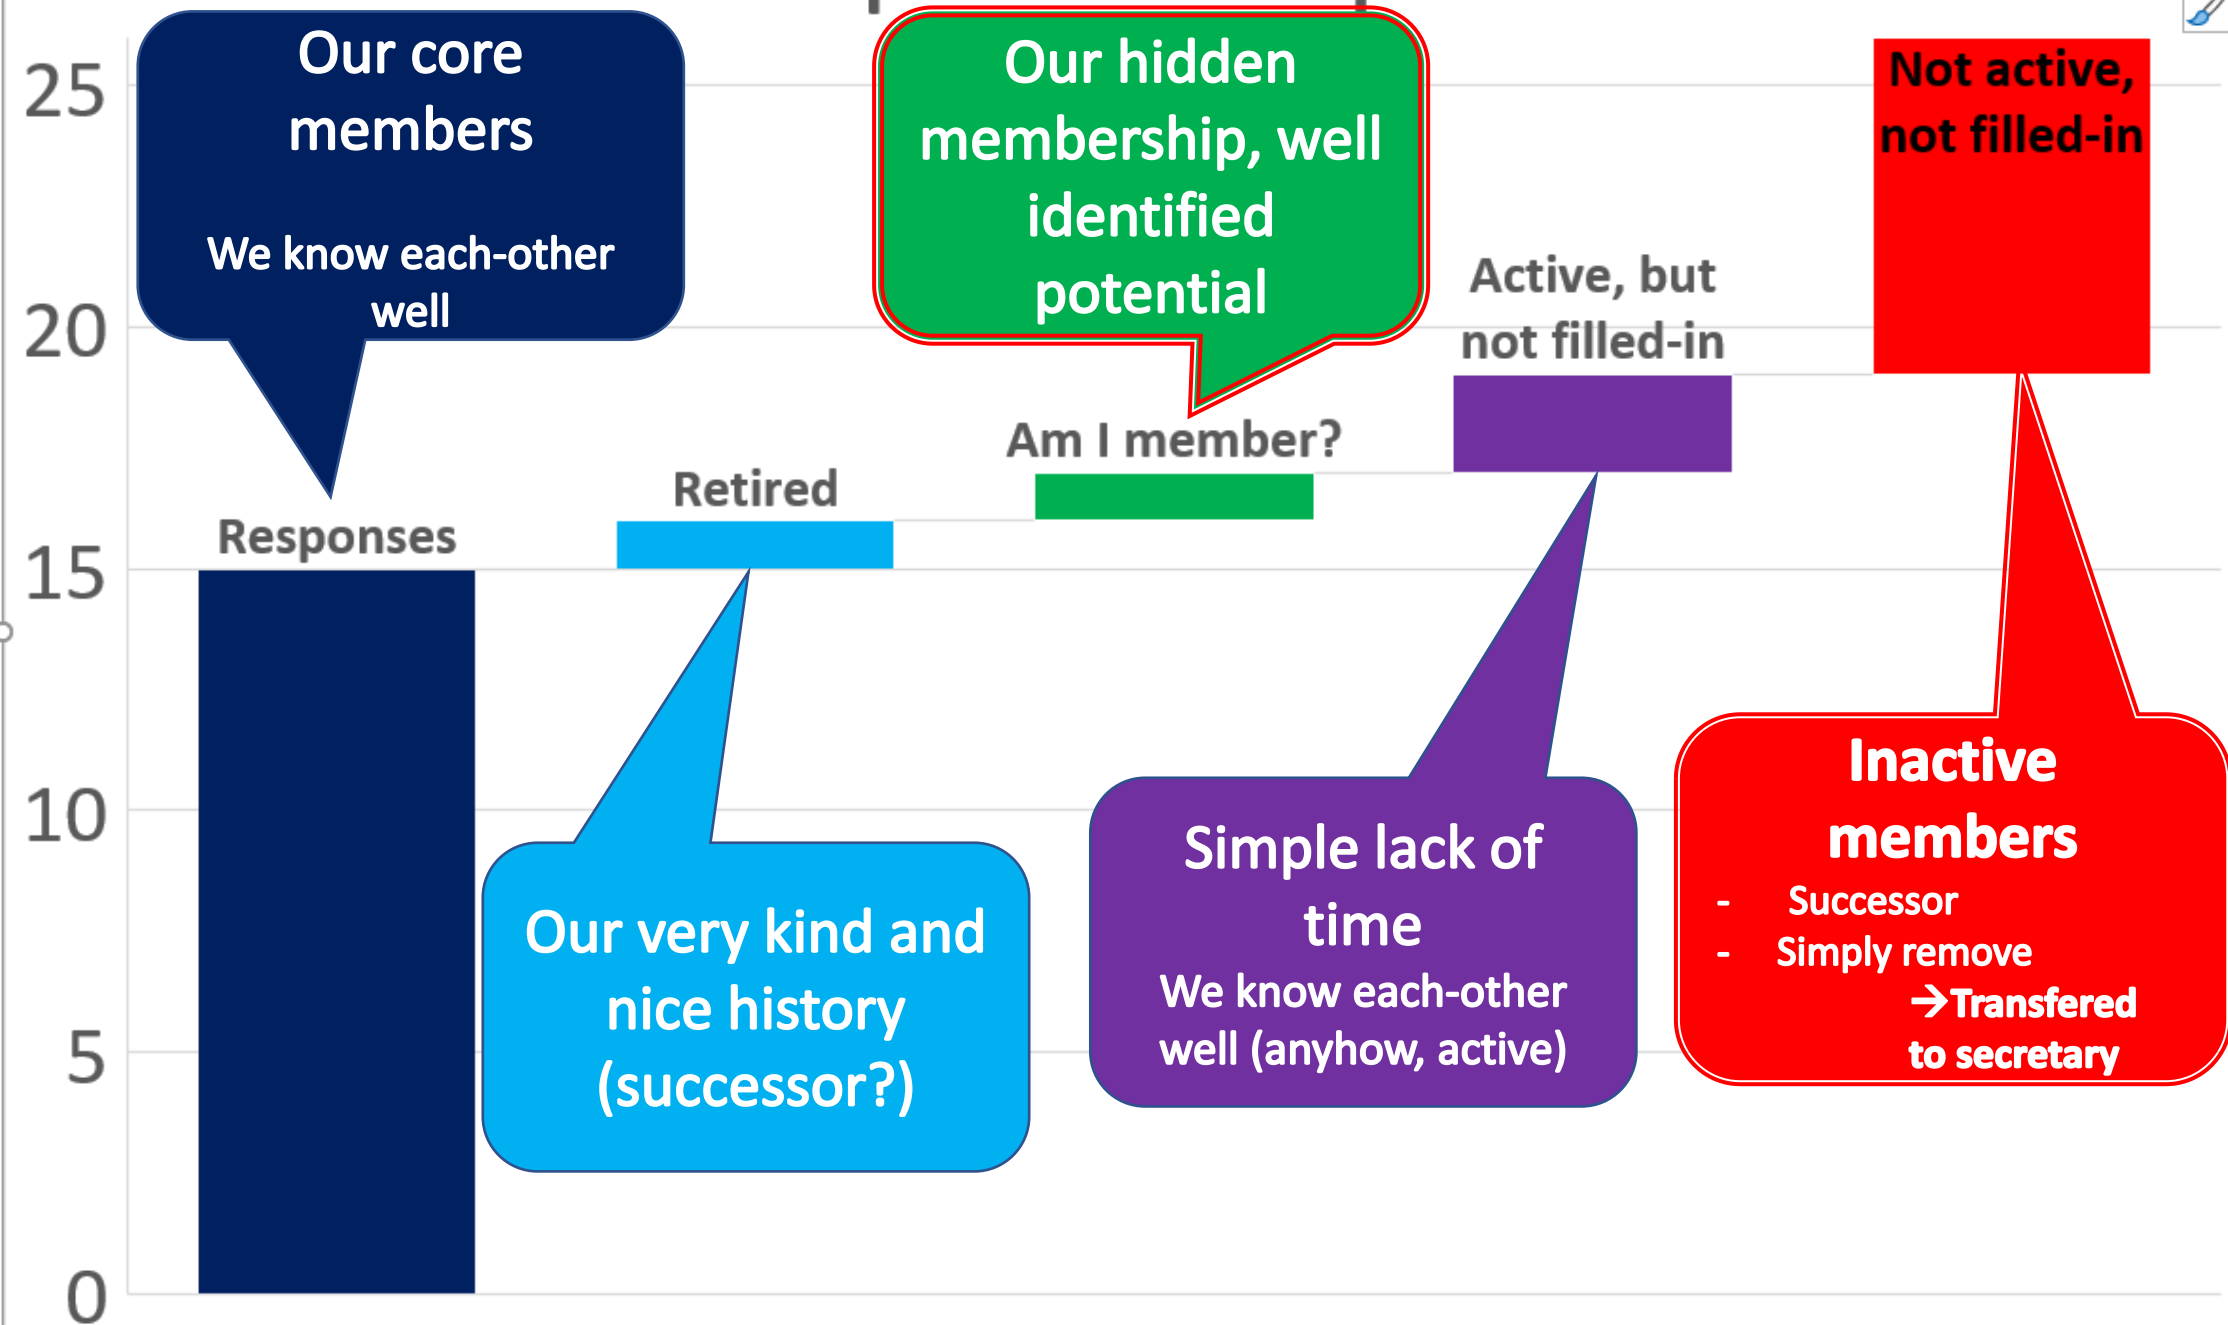 25
20
15
10
5
0
Our core
members
We know each-other
well
Our hidden
membership, well
identified
potential
Not active,
not filled-in
Active, but
not filled-in
Am I member?
Retired
Responses
Our very kind and
nice history
(successor?)
Simple lack of
time
We know each-other
well (anyhow, active)
Inactive
members
- Successor
- Simply remove
→Transfered
to secretary